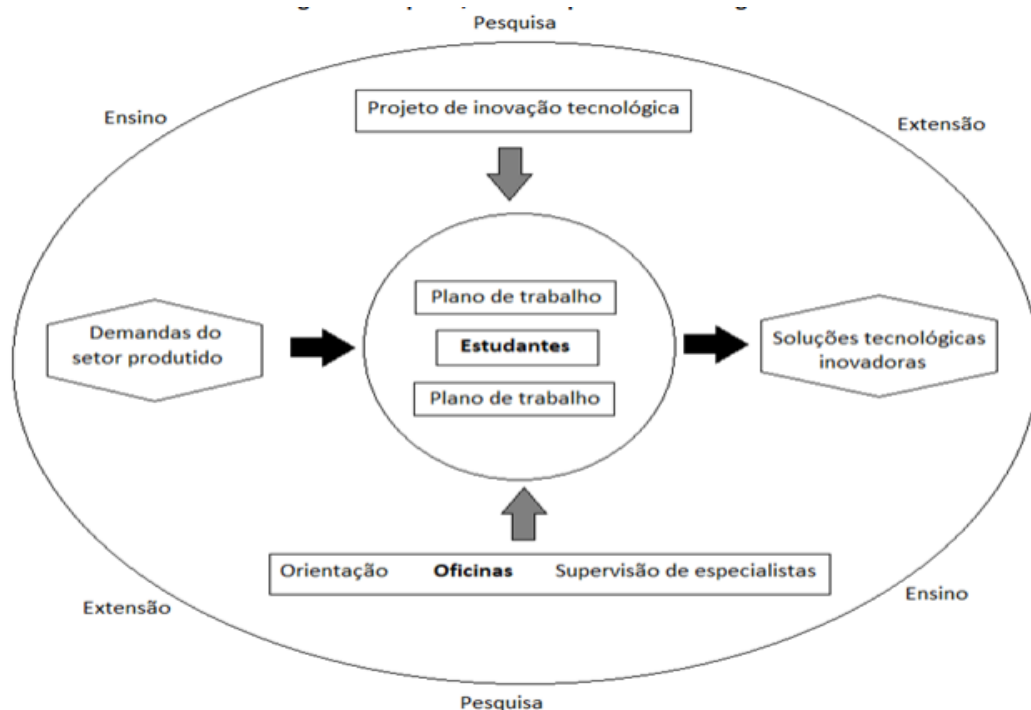 Pesquisa
Ensino
Projeto de inovação tecnológica
Extensão
Plano de trabalho
Demandas do
setor produtido
Estudantes
Soluções tecnológicas
inovadoras
Plano de trabalho
Orientação Oficinas Supervisão de especialistas
Extensão
Ensino
Pesquisa